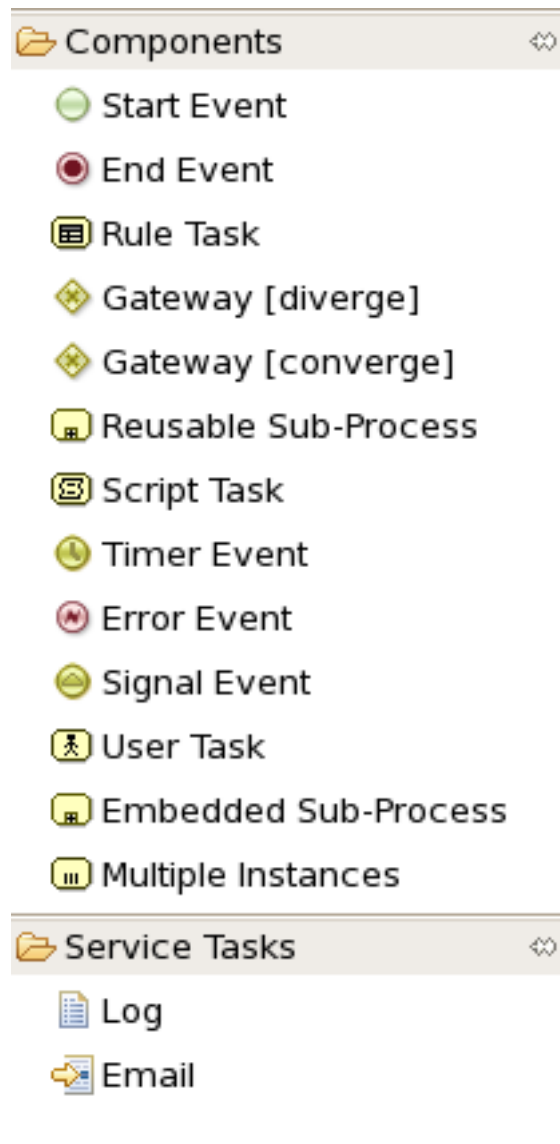 Components
Start Event
End Event
Rule Task
Gateway [diverge]
Gateway [converge]
Reusable Sub-Process
Script Task
Timer Event
Error Event
Signal Event
User Task
Embedded Sub-Process
Multiple Instances
Service Tasks
Log
Email